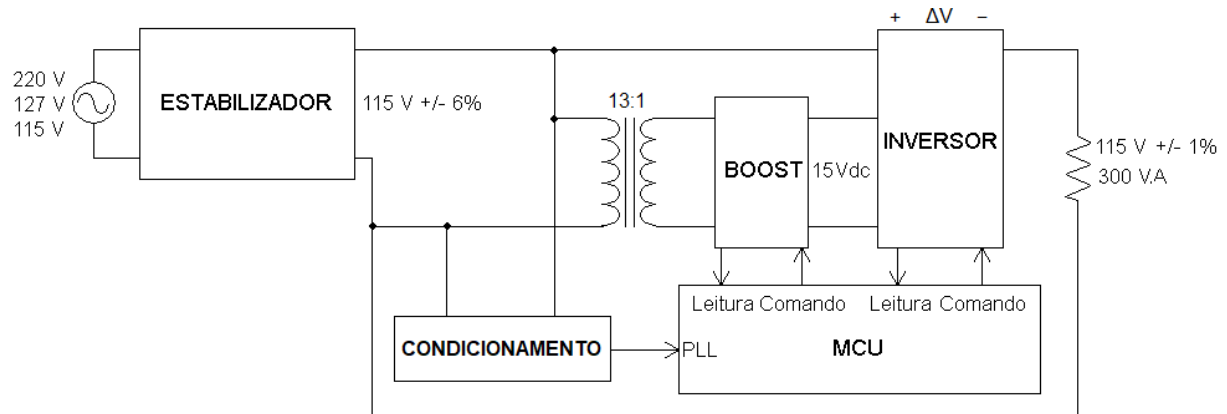 + ΔV −
220 V
127 V
115 V
ESTABILIZADOR
115 V +/- 6%
13:1
BOOST
15Vdc
INVERSOR
115 V +/- 1%
300 V.A
Leitura Comando
Leitura Comando
CONDICIONAMENTO
PLL
MCU